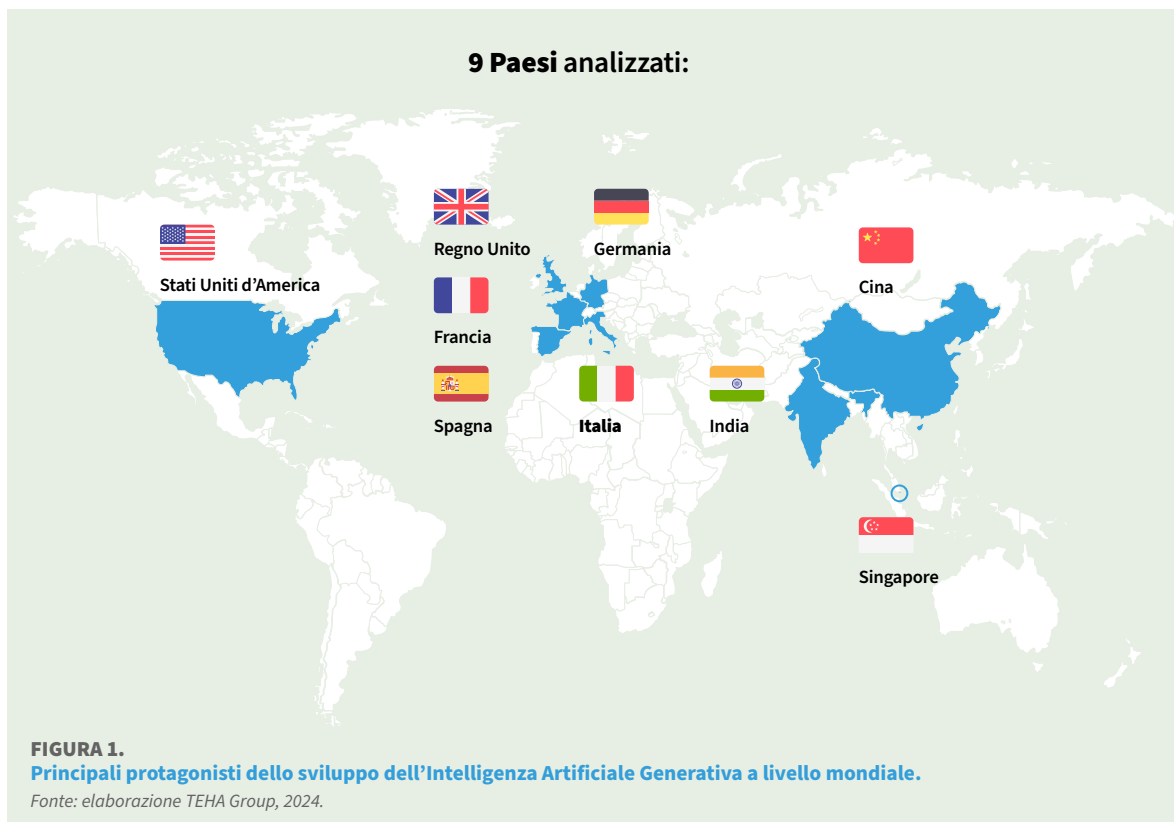 9 Paesi analizzati:
Stati Uniti d’America
Regno Unito
Germania
Francia
Cina
Spagna
Italia
India
Singapore
FIGURA 1.
Principali protagonisti dello sviluppo dell’Intelligenza Artificiale Generativa a livello mondiale.
Fonte: elaborazione TEHA Group, 2024.